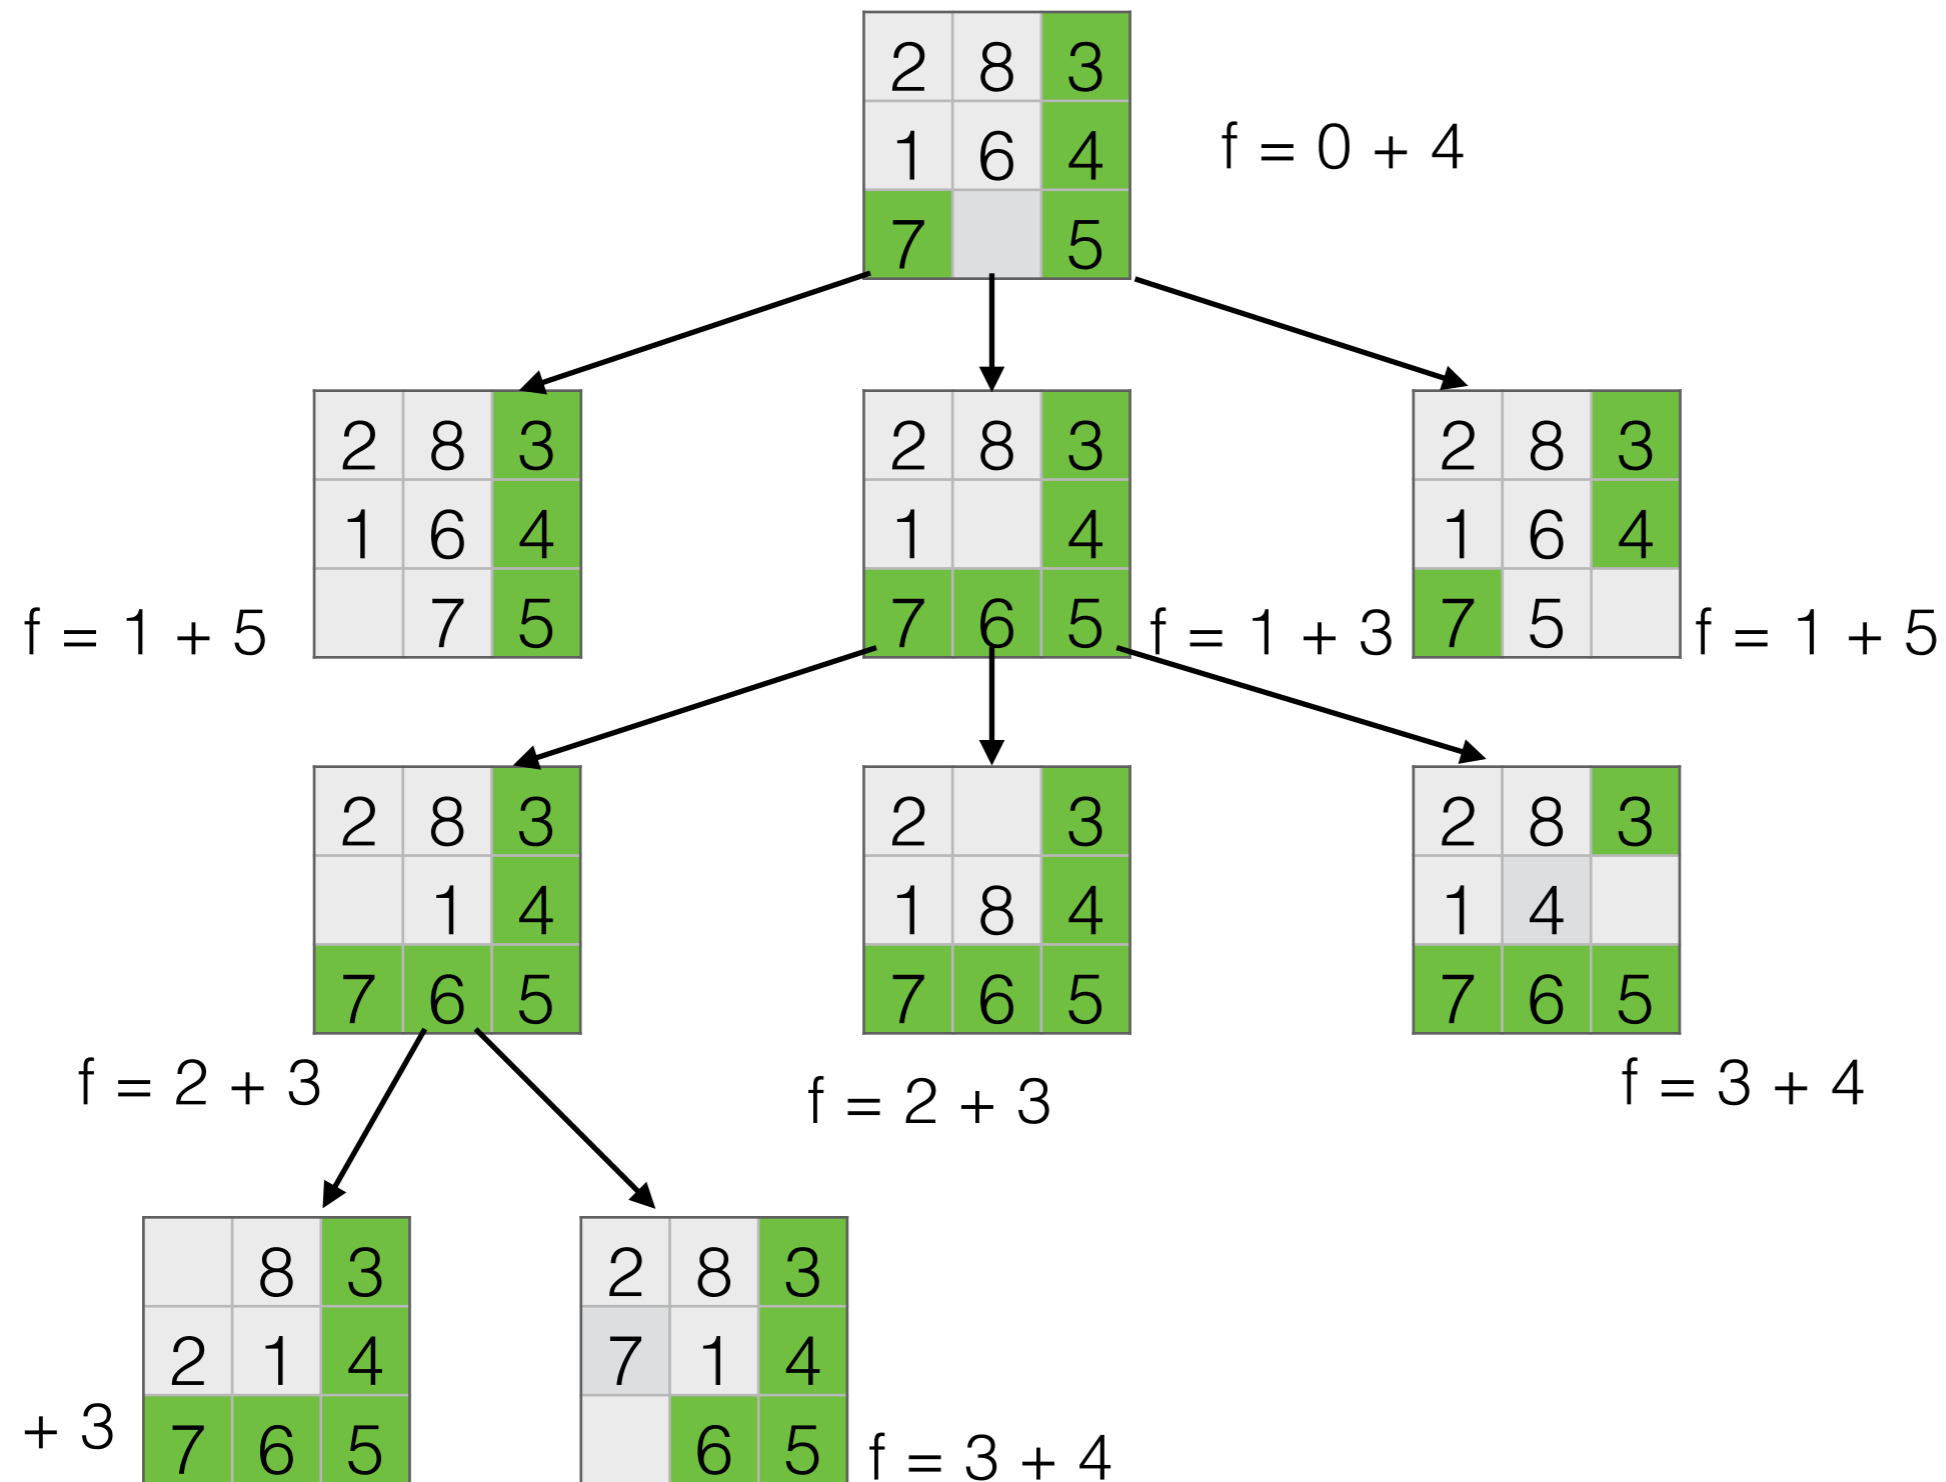 2 8 3
1 6 4
7 5
f = 0 + 4
2 8 3
1 6 4
7 5
f = 1 + 5
2 8 3
1 4
7 6 5
f = 1 + 3
2 8 3
1 6 4
7 5
f = 1 + 5
2 8 3
1 4
7 6 5
f = 2 + 3
2 3
1 8 4
7 6 5
f = 2 + 3
2 8 3
1 4
7 6 5
f = 3 + 4
8 3
2 1 4
7 6 5
+ 3
2 8 3
7 1 4
6 5
f = 3 + 4